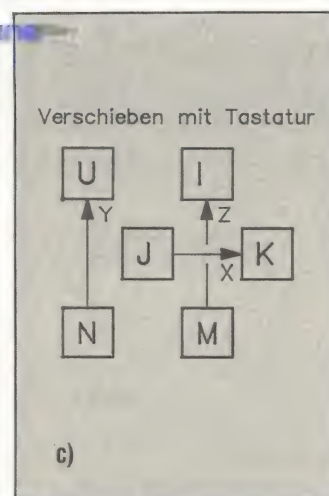 Verschieben mit Tastatur
U I
Y Z
J K
X
N M
c)